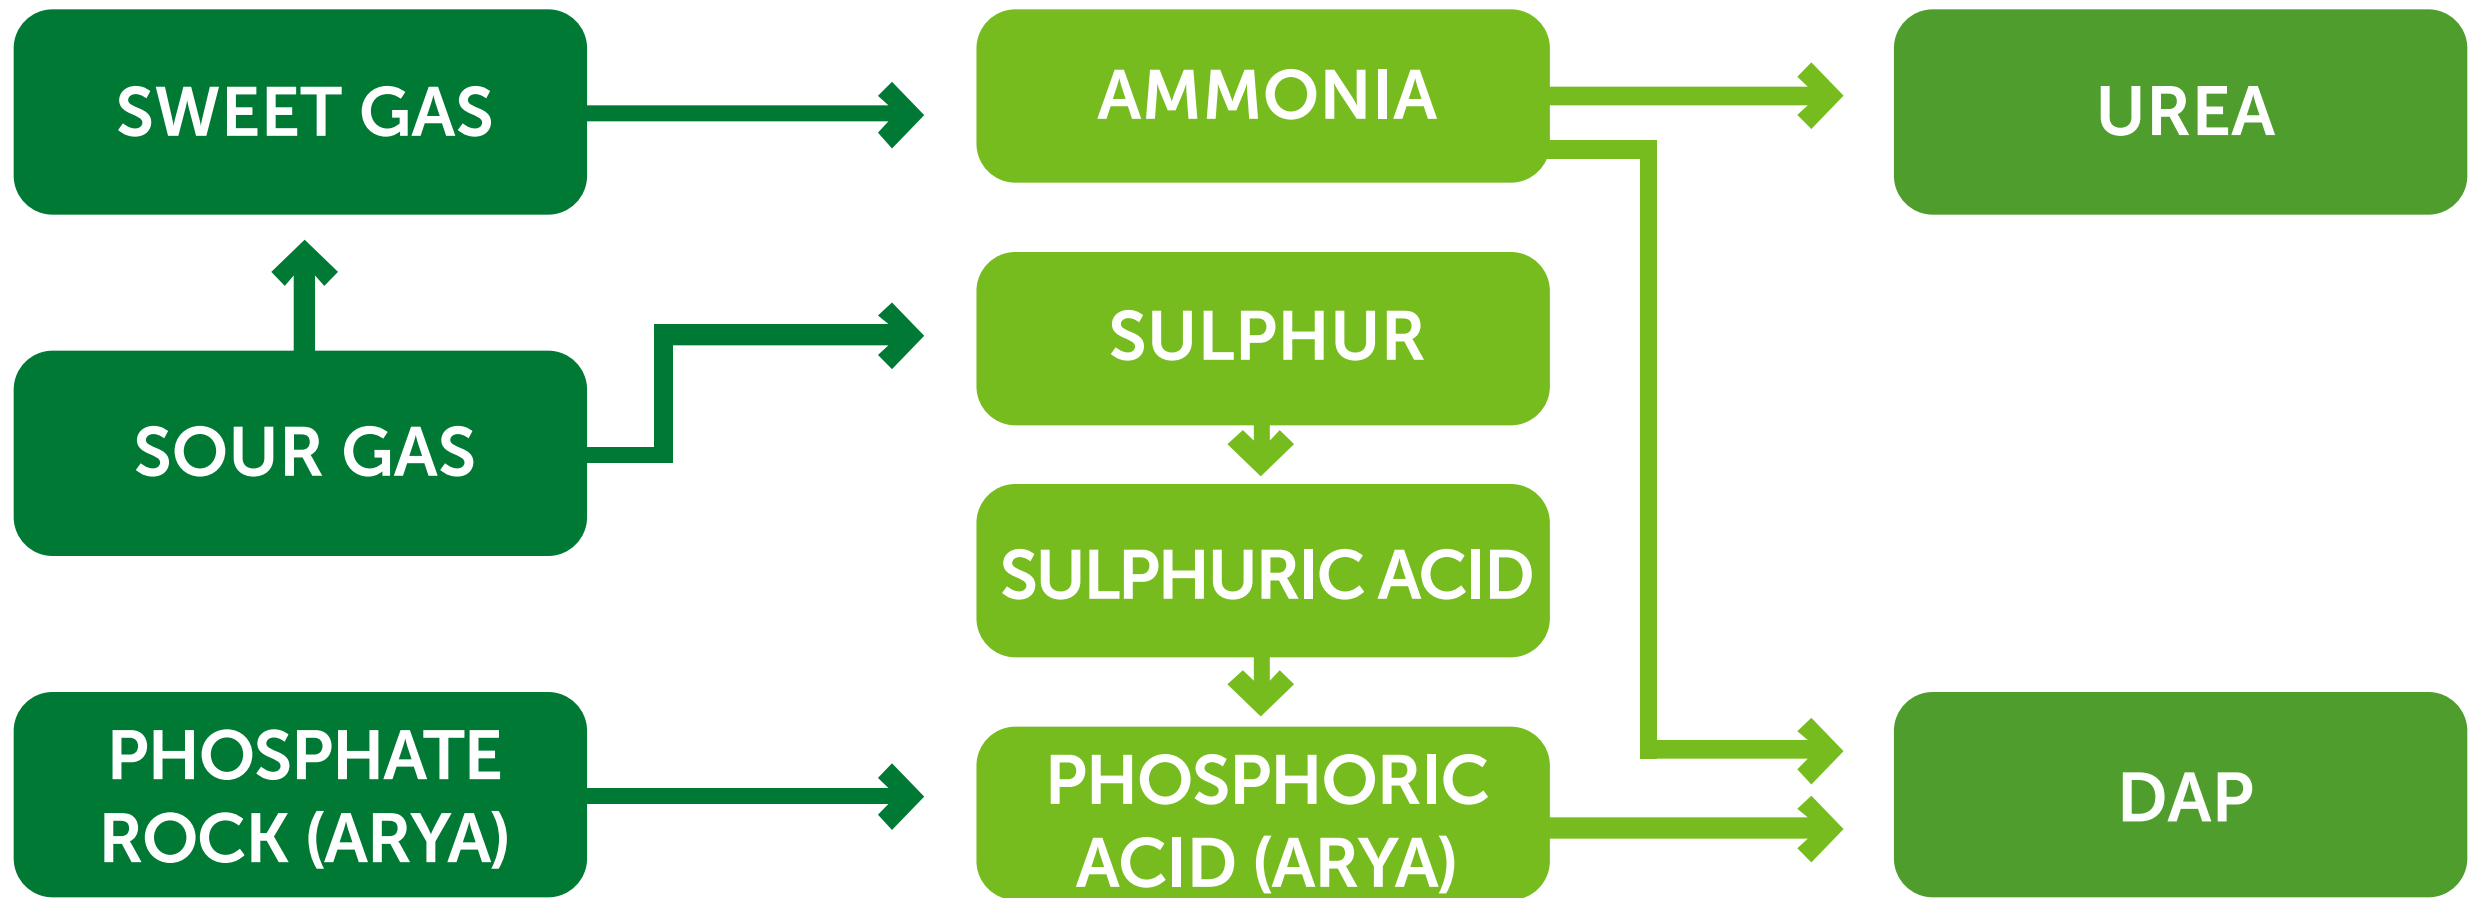 SWEET GAS
AMMONIA
UREA
SULPHUR
SOUR GAS
SULPHURIC ACID
PHOSPHATE
ROCK (ARYA)
PHOSPHORIC
ACID (ARYA)
DAP